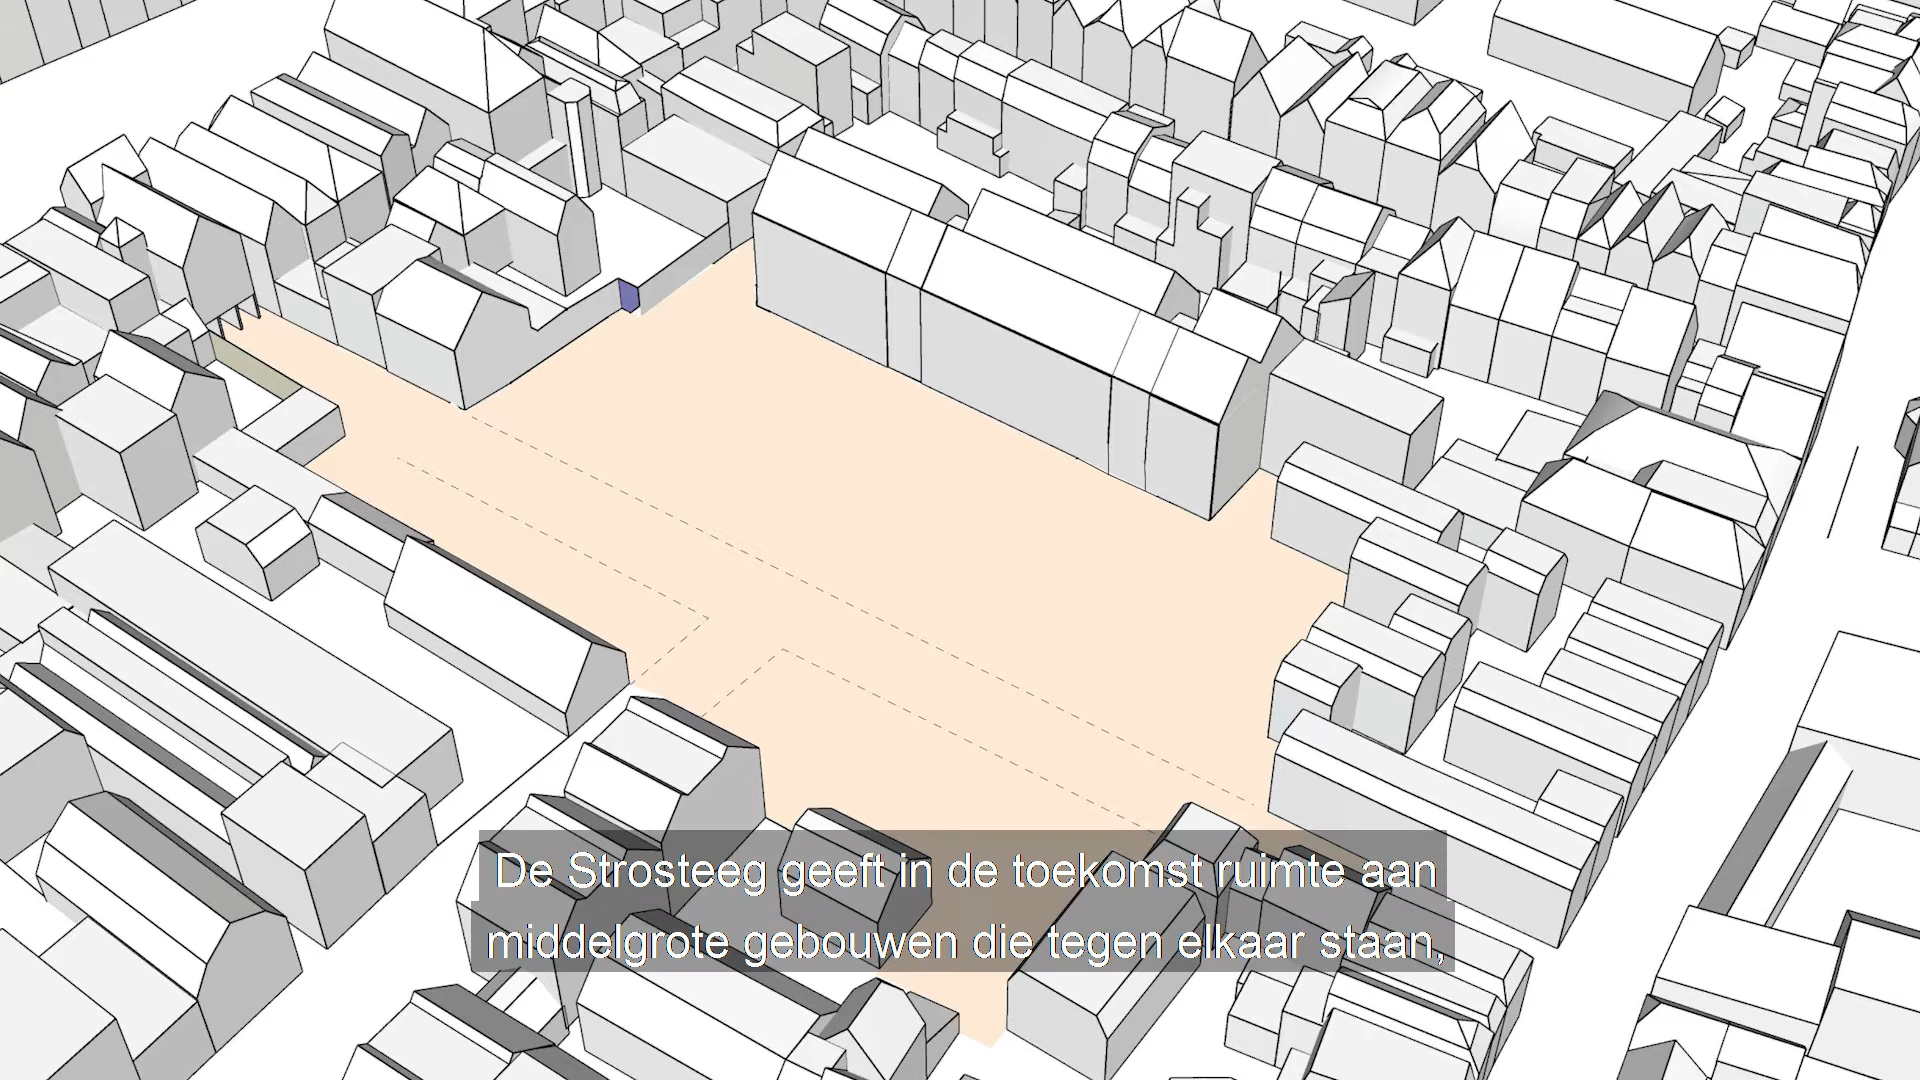 De Strosteeg geeft in de toekomst ruimte aan
middelgrote gebouwen die tegen elkaar staan,